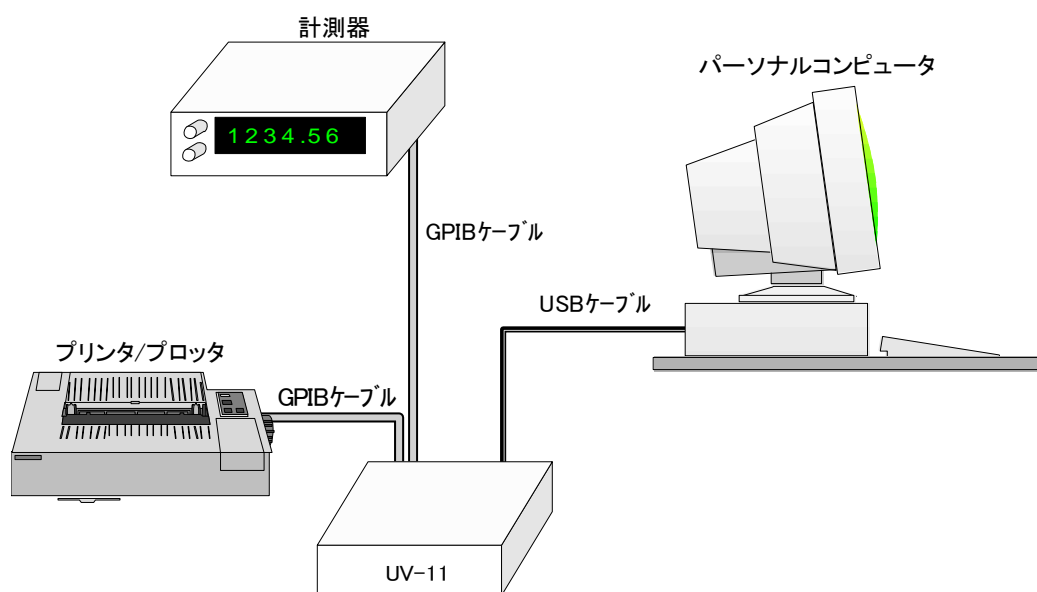 計測器
パーソナルコンピュータ
1234.56
GPIBｹｰﾌﾞﾙ
USBｹｰﾌﾞﾙ
プリンタ/プロッタ
GPIBｹｰﾌﾞﾙ
UV-11